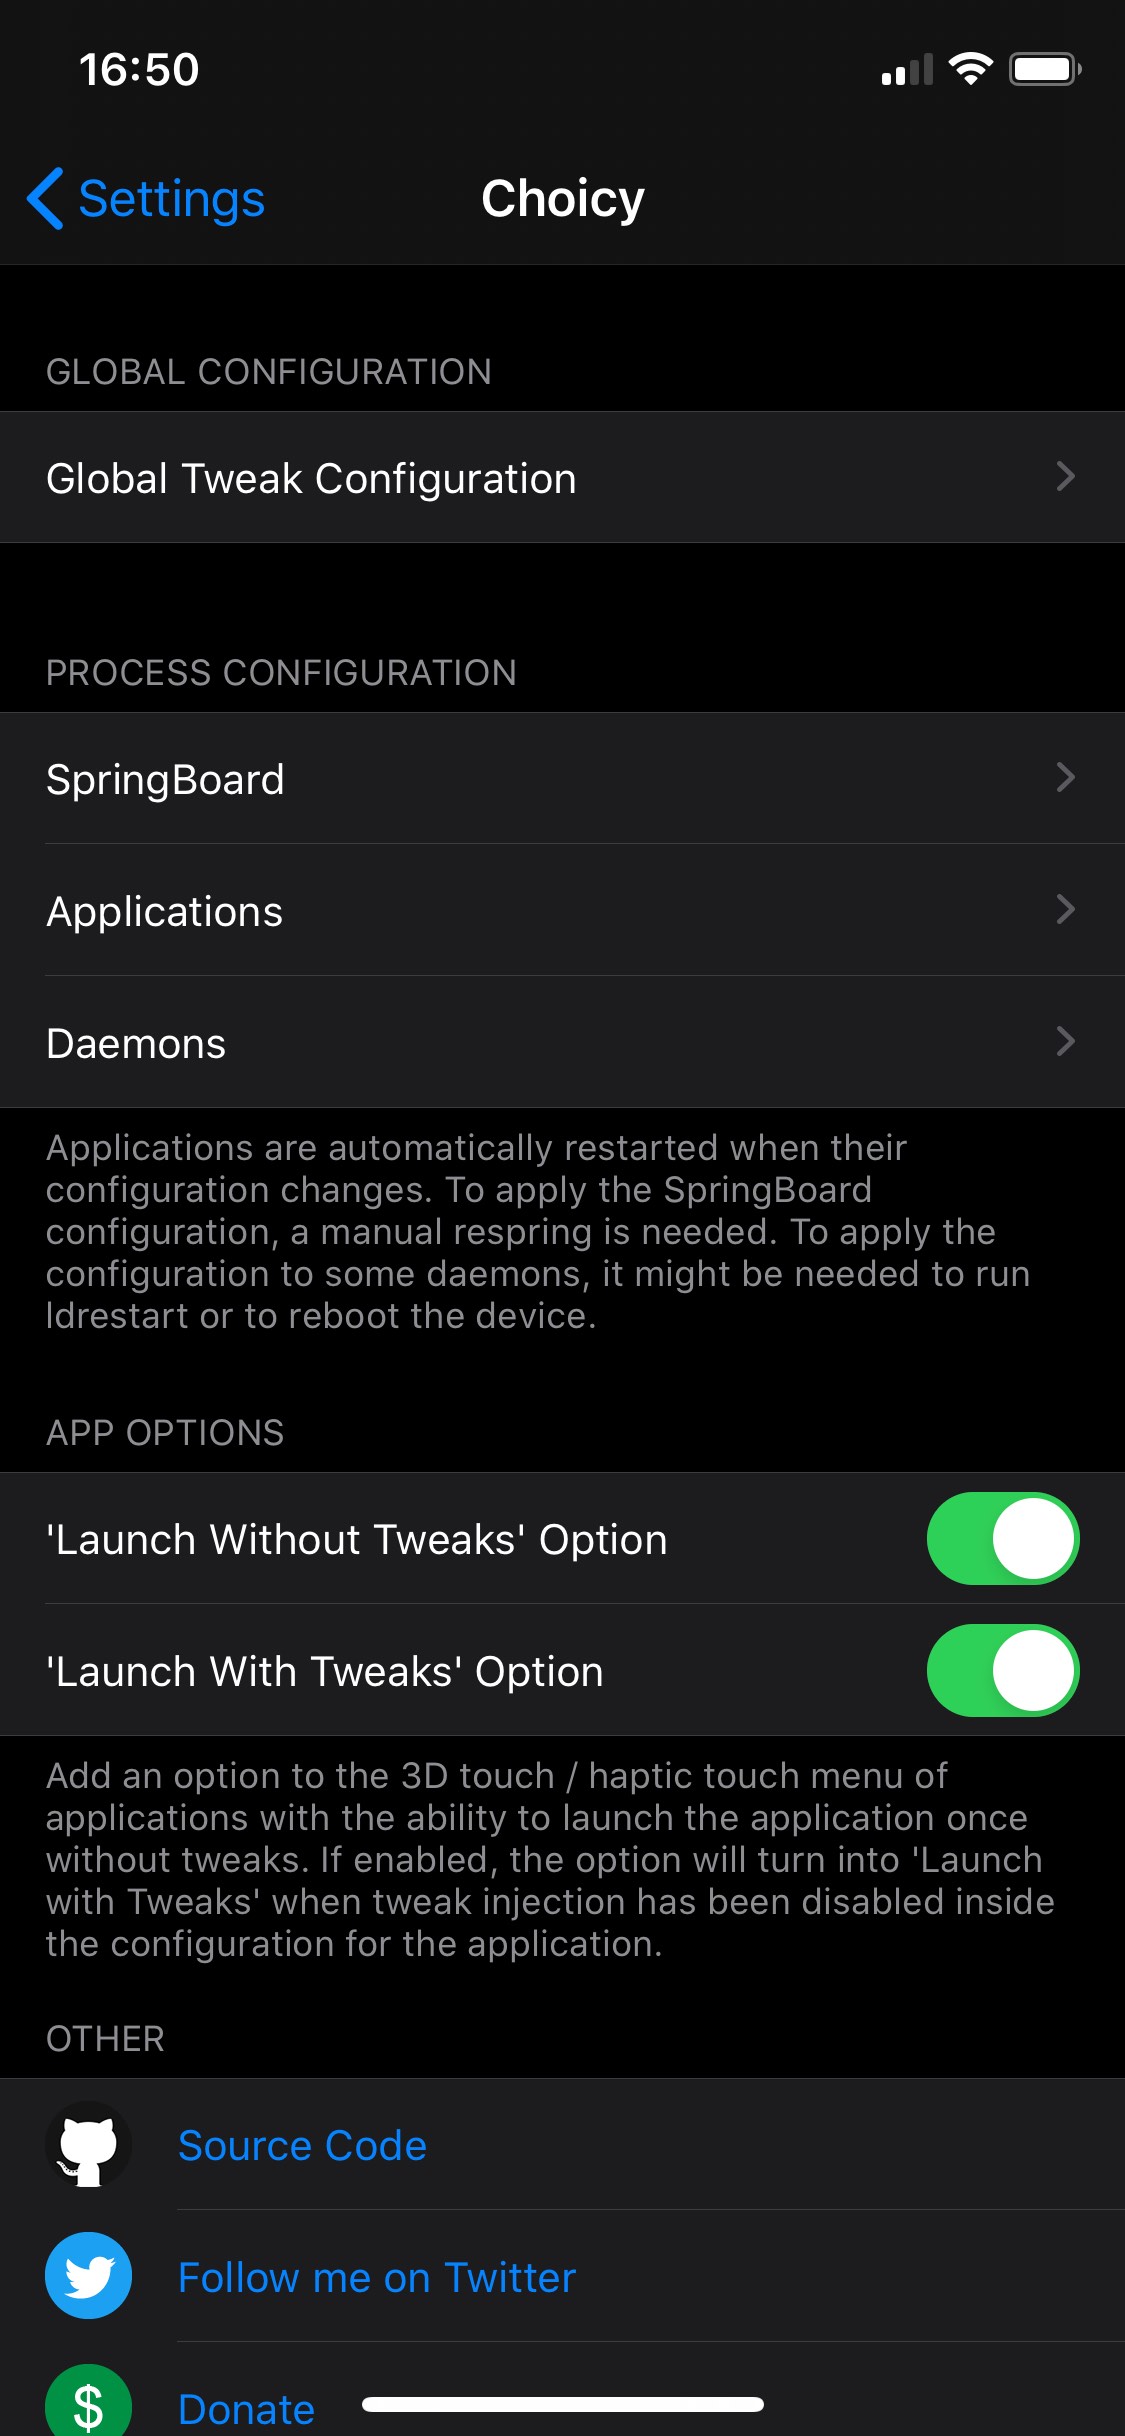 16:50
Settings
Choicy
GLOBAL CONFIGURATION
Global Tweak Configuration
PROCESS CONFIGURATION
SpringBoard
Applications
Daemons
Applications are automatically restarted when their
configuration changes. To apply the SpringBoard
configuration, a manual respring is needed. To apply the
configuration to some daemons, it might be needed to run
ldrestart or to reboot the device.
APP OPTIONS
'Launch Without Tweaks' Option
'Launch With Tweaks' Option
Add an option to the 3D touch / haptic touch menu of
applications with the ability to launch the application once
without tweaks. If enabled, the option will turn into 'Launch
with Tweaks' when tweak injection has been disabled inside
the configuration for the application.
OTHER
Source Code
Follow me on Twitter
$ Donate